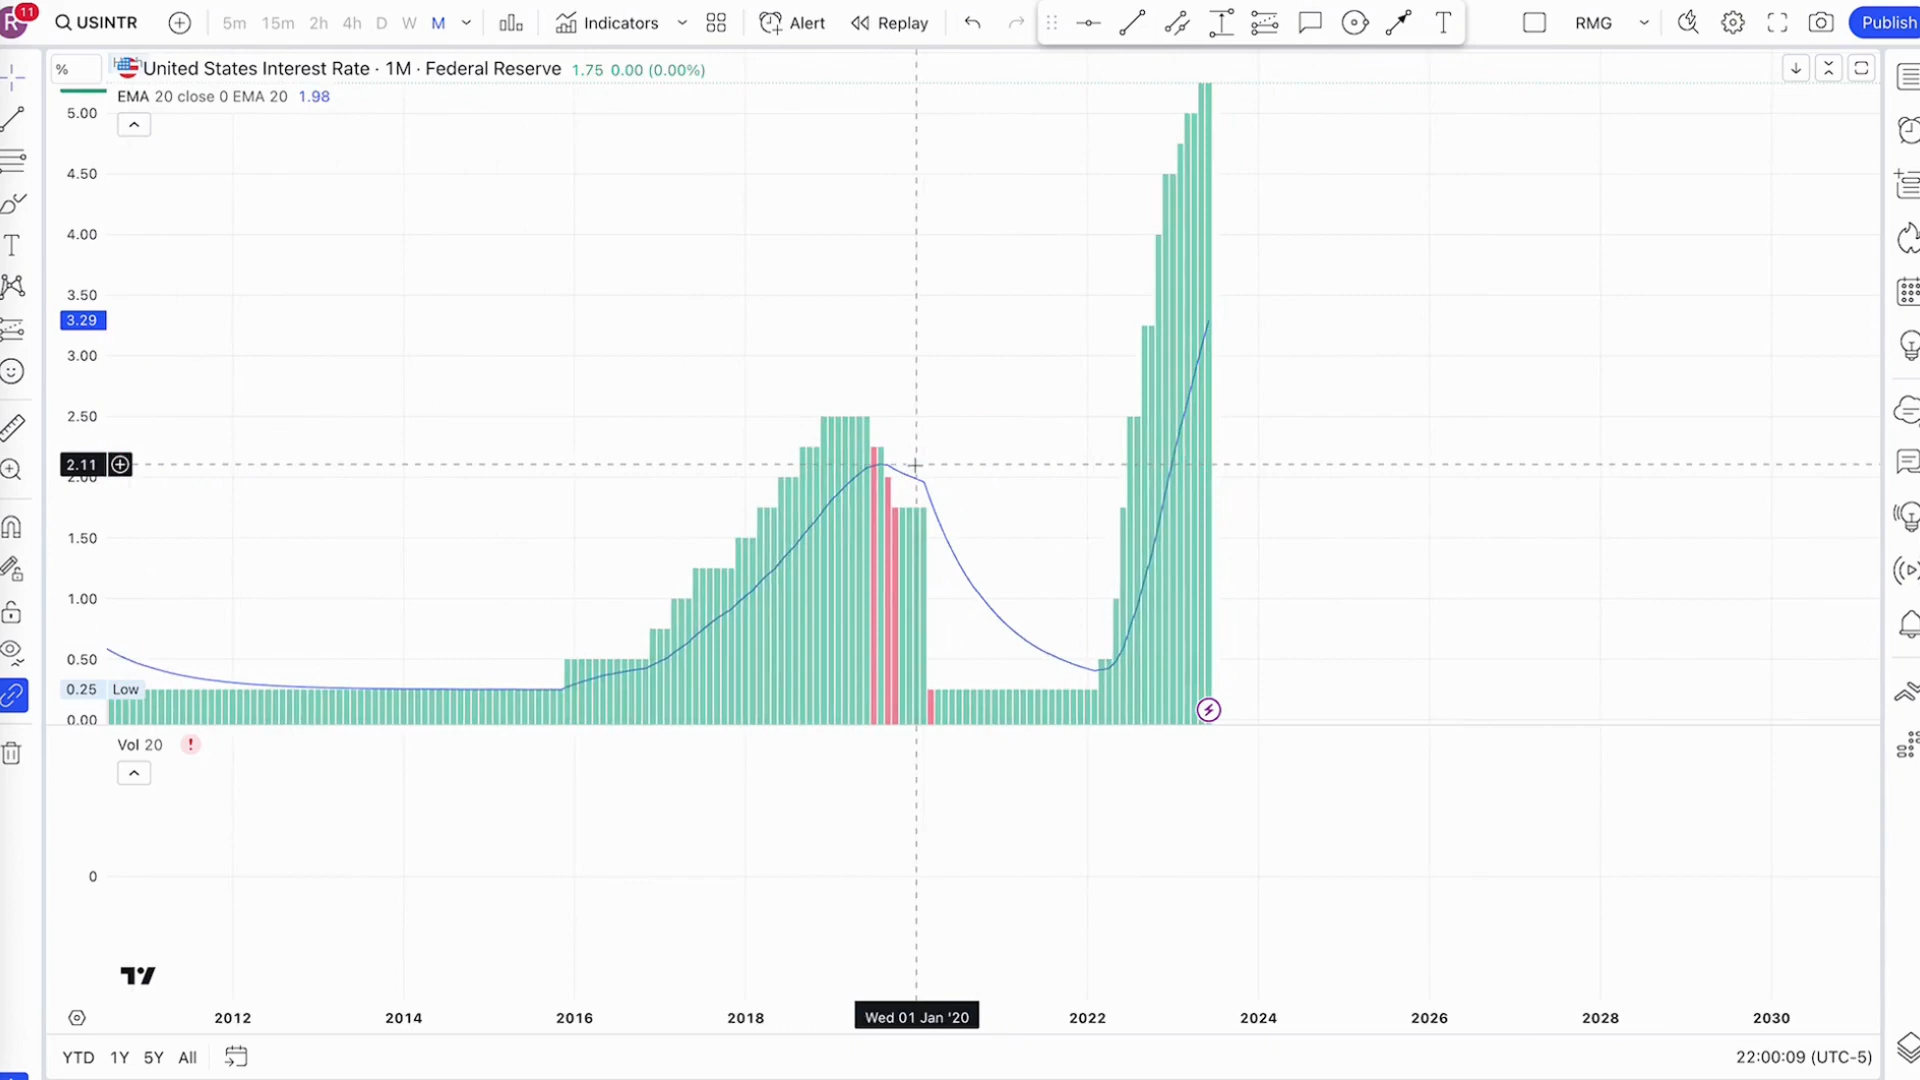 R 11 USINTR 5m 15m 2h 4h D W M Indicators Alert Replay T RMG Publish
% United States Interest Rate · 1M · Federal Reserve 1.75 0.00 (0.00%)
EMA 20 close 0 EMA 20 1.98
5.00
4.50
4.00
3.50
3.29
3.00
2.50
2.11
2.00
1.50
1.00
0.50
0.25 Low
0.00
Vol 20 !
0
2012 2014 2016 2018 Wed 01 Jan '20 2022 2024 2026 2028 2030
YTD 1Y 5Y All 22:00:09 (UTC-5)